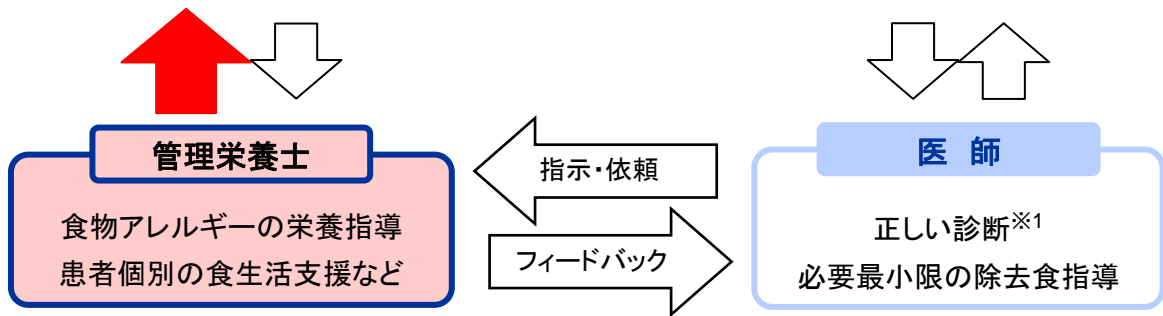 管理栄養士
食物アレルギーの栄養指導
患者個別の食生活支援など
指示・依頼
フィードバック
医 師
正しい診断※1
必要最小限の除去食指導